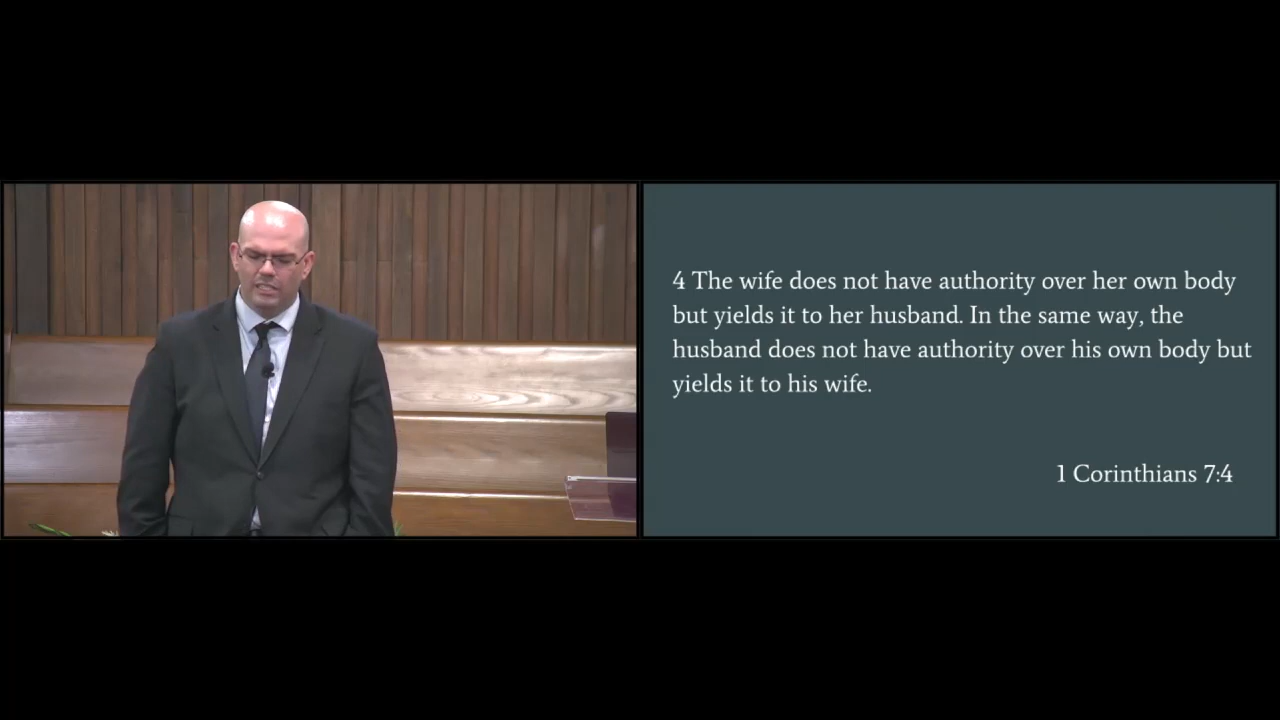 4 The wife does not have authority over her own body
but yields it to her husband. In the same way, the
husband does not have authority over his own body but
yields it to his wife.
1 Corinthians 7:4